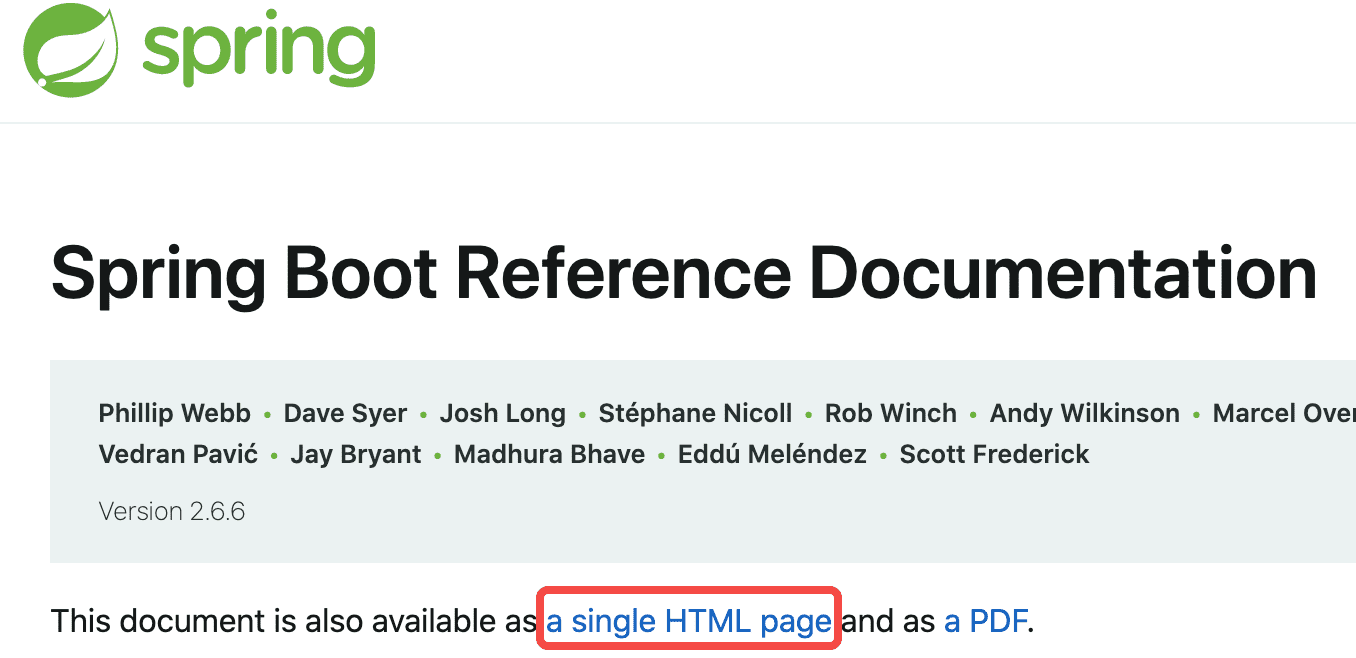 spring
Spring Boot Reference Documentation
Phillip Webb • Dave Syer • Josh Long • Stéphane Nicoll • Rob Winch • Andy Wilkinson • Marcel Over
Vedran Pavić • Jay Bryant • Madhura Bhave • Eddú Meléndez • Scott Frederick
Version 2.6.6
This document is also available as a single HTML page and as a PDF.